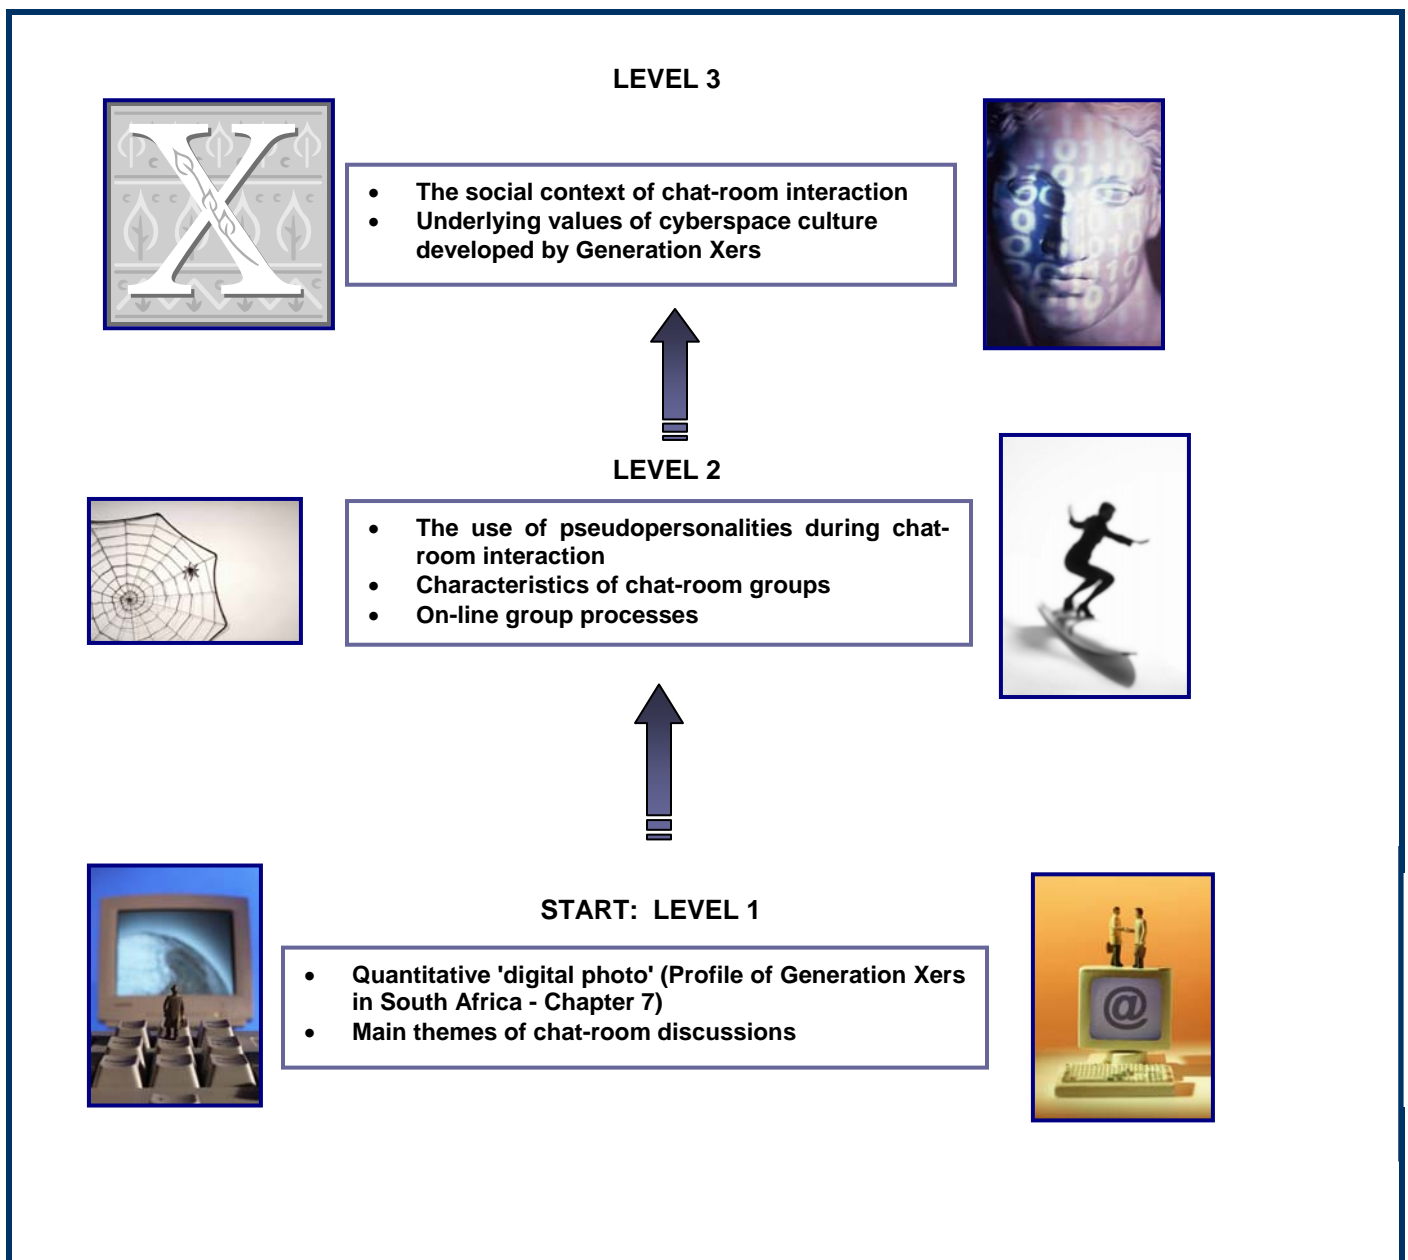 LEVEL 3
X
• The social context of chat-room interaction
• Underlying values of cyberspace culture
developed by Generation Xers
LEVEL 2
• The use of pseudopersonalities during chat-
room interaction
• Characteristics of chat-room groups
• On-line group processes
START: LEVEL 1
• Quantitative 'digital photo' (Profile of Generation Xers
in South Africa - Chapter 7)
• Main themes of chat-room discussions
@